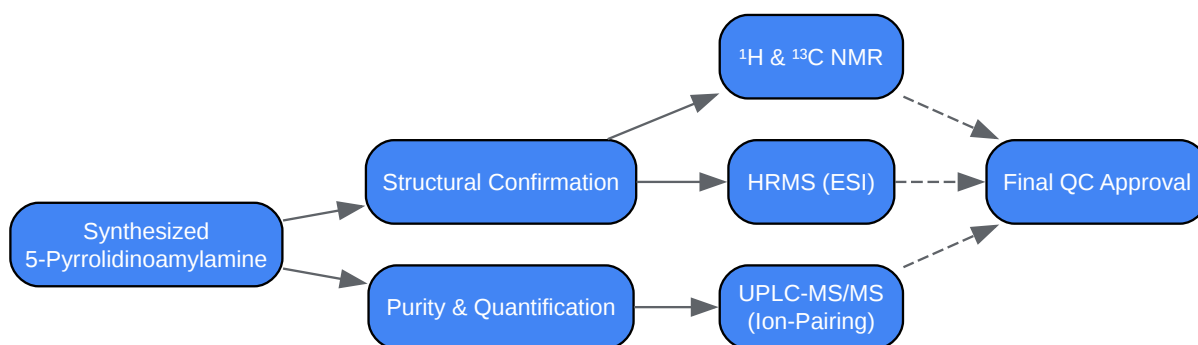 Synthesized
5-Pyrrolidinoamylamine
Structural Confirmation
Purity & Quantification
¹H & ¹³C NMR
HRMS (ESI)
UPLC-MS/MS
(Ion-Pairing)
Final QC Approval